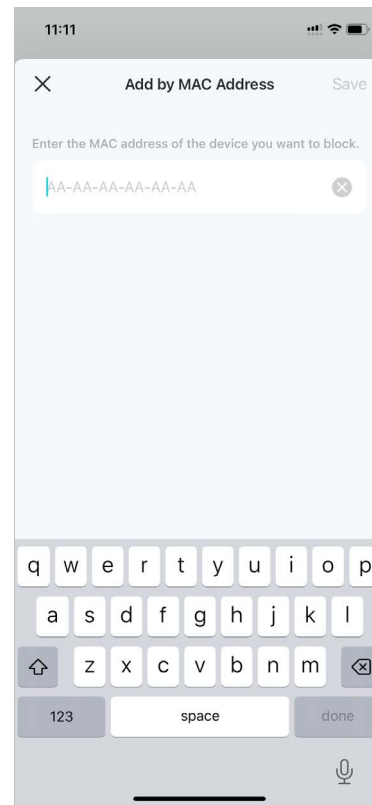 11:11
Add by MAC Address Save
Enter the MAC address of the device you want to block.
AA-AA-AA-AA-AA-AA
q w e r t y u i o p
a s d f g h j k l
z x c v b n m
123 space done